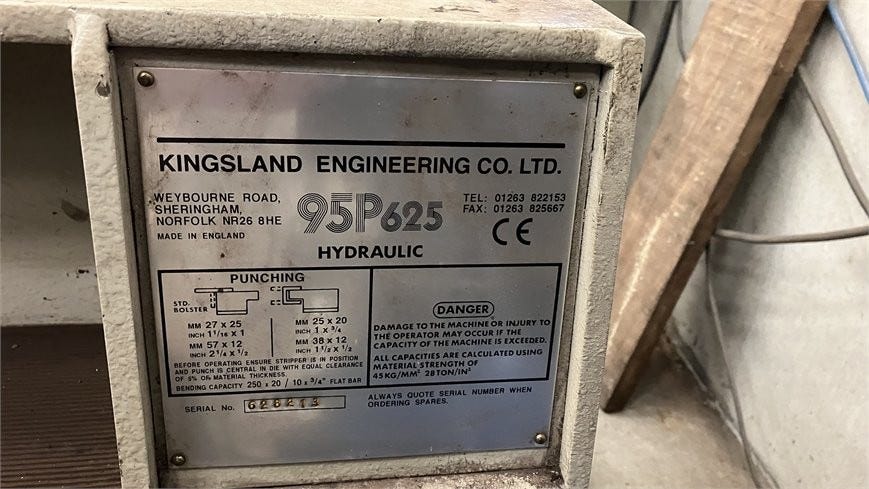 KINGSLAND ENGINEERING CO. LTD.
WEYBOURNE ROAD,
SHERINGHAM,
NORFOLK NR26 8HE
MADE IN ENGLAND
95P625
HYDRAULIC
TEL: 01263 822153
FAX: 01263 825667
CE
PUNCHING
STD.
BOLSTER
MM 27 x 25
INCH 1 1/16 x 1
MM 57 x 12
INCH 2 1/4 x 1/2
MM 25 x 20
INCH 1 x 3/4
MM 38 x 12
INCH 1 1/2 x 1/2
BEFORE OPERATING ENSURE STRIPPER IS IN POSITION
AND PUNCH IS CENTRAL IN DIE WITH EQUAL CLEARANCE
OF 5% OF MATERIAL THICKNESS.
BENDING CAPACITY 250 x 20 / 10 x 3/4" FLAT BAR
DANGER
DAMAGE TO THE MACHINE OR INJURY TO
THE OPERATOR MAY OCCUR IF THE
CAPACITY OF THE MACHINE IS EXCEEDED.
ALL CAPACITIES ARE CALCULATED USING
MATERIAL STRENGTH OF
45KG/MM² 28TON/IN²
SERIAL No.
ALWAYS QUOTE SERIAL NUMBER WHEN
ORDERING SPARES.